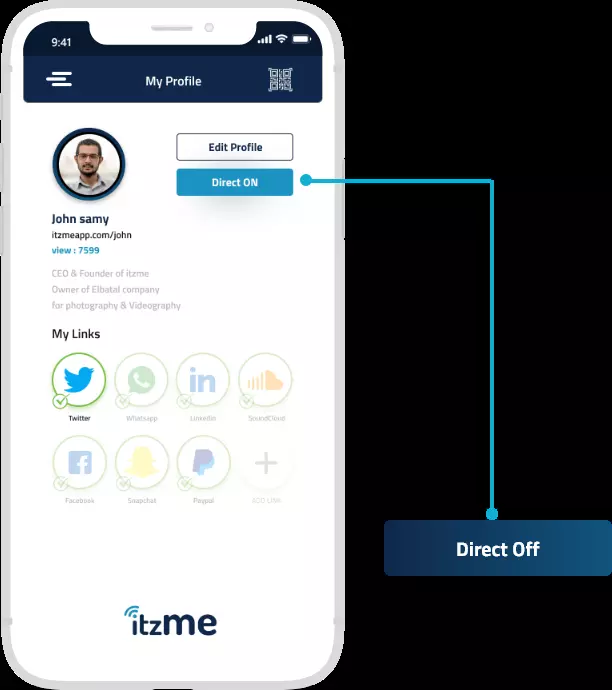 9:41
My Profile
Edit Profile
Direct ON
John samy
itzmeapp.com/john
view : 7599
CEO & Founder of itzme
Owner of Elbatal company
for photography & Videography
My Links
Twitter
Whatsapp
Linkedin
SoundCloud
Facebook
Snapchat
Paypal
ADD LINK
Direct Off
itzme